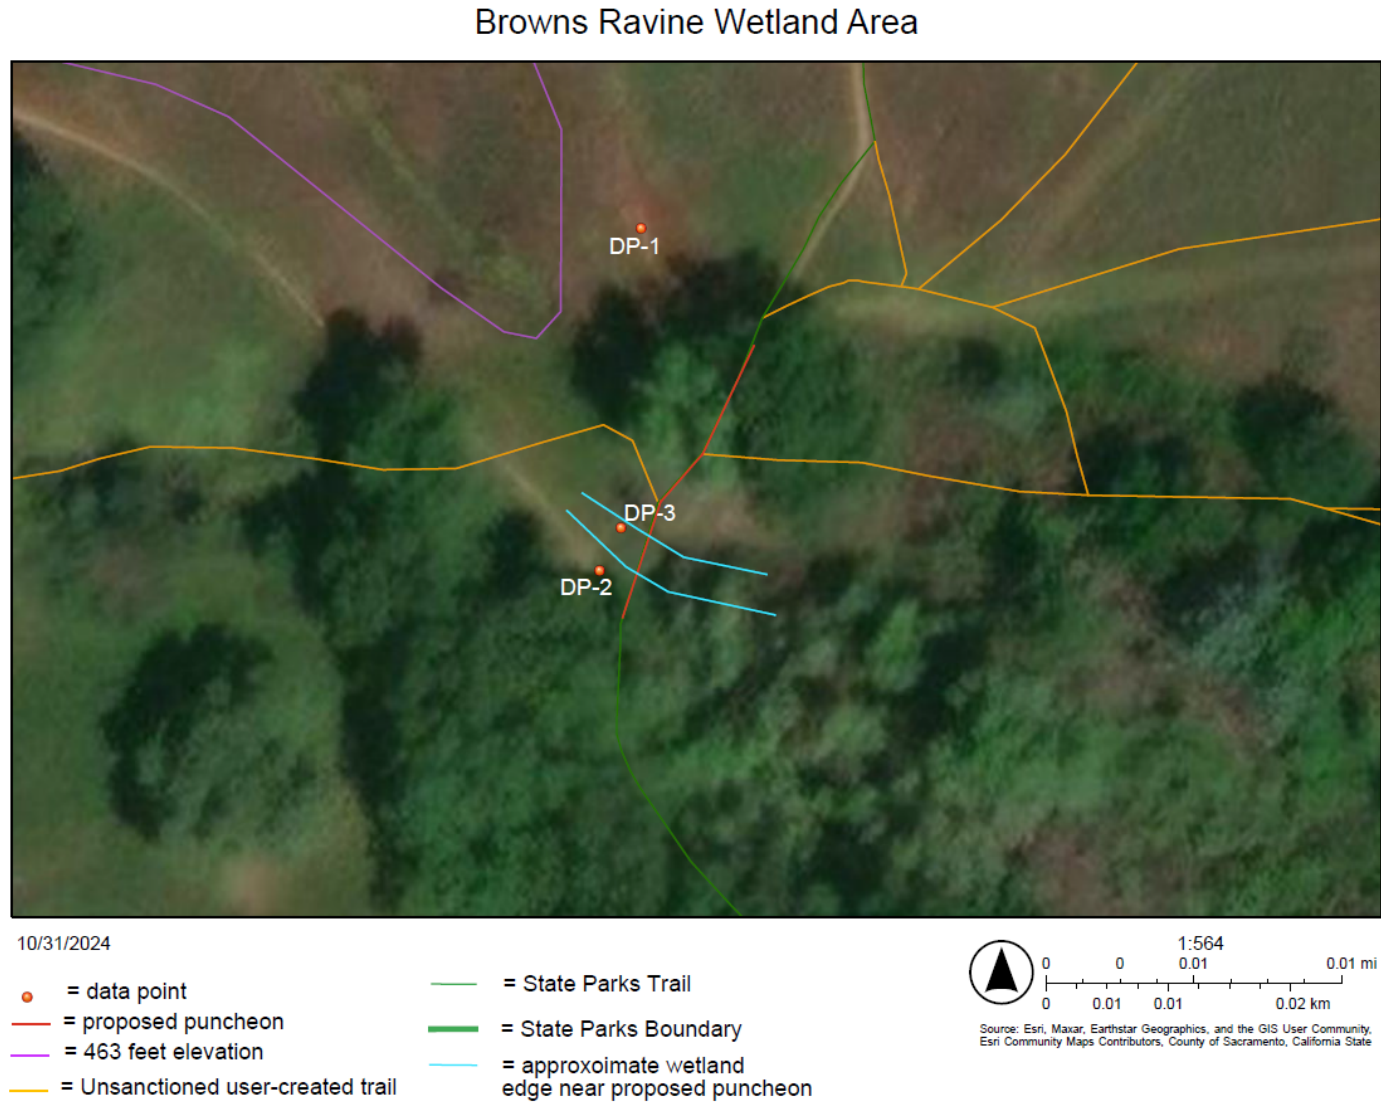 Browns Ravine Wetland Area
DP-1
DP-3
DP-2
10/31/2024
= data point
= proposed puncheon
= 463 feet elevation
= Unsanctioned user-created trail
= State Parks Trail
= State Parks Boundary
= approxoimate wetland
edge near proposed puncheon
1:564
0 0 0.01 0.01 mi
0 0.01 0.01 0.02 km
Source: Esri, Maxar, Earthstar Geographics, and the GIS User Community,
Esri Community Maps Contributors, County of Sacramento, California State